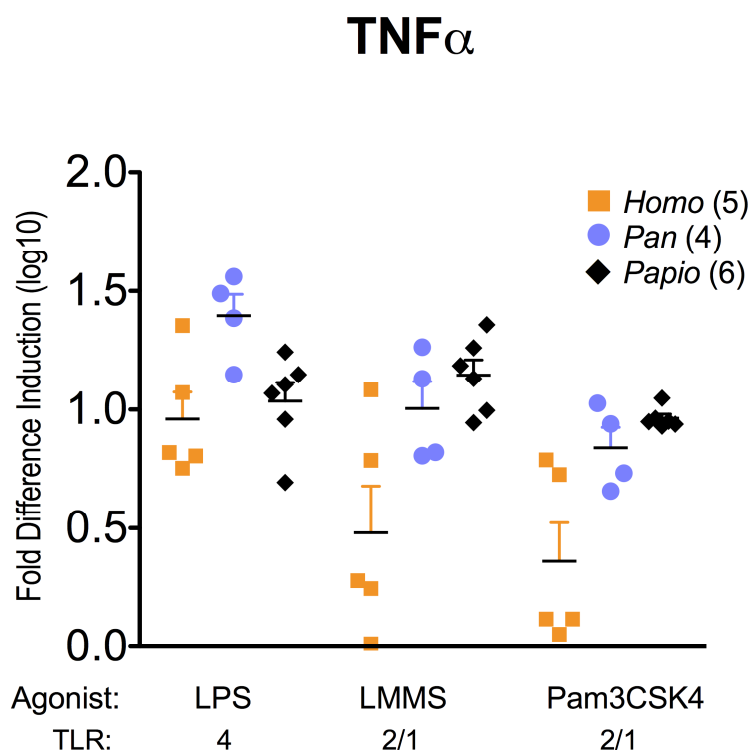 TNFα
2.0
1.5
1.0
0.5
0.0
Fold Difference Induction (log10)
Homo (5)
Pan (4)
Papio (6)
Agonist: LPS LMMS Pam3CSK4
TLR: 4 2/1 2/1